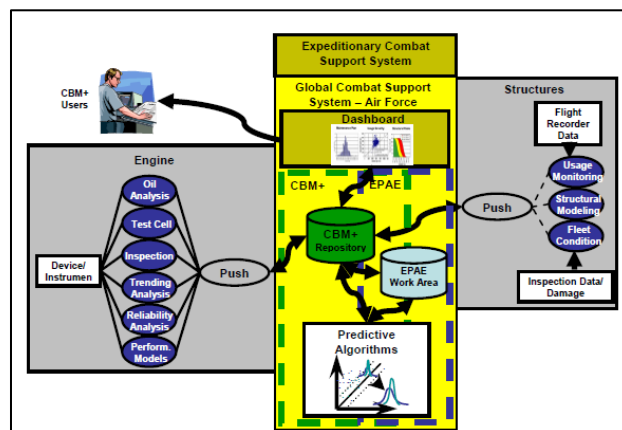 Expeditionary Combat
Support System
Global Combat Support
System – Air Force
Dashboard
CBM+
Users
Engine
Oil
Analysis
Test Cell
Inspection
Trending
Analysis
Reliability
Analysis
Perform.
Models
Device/
Instrumen
Push
CBM+
EPAE
CBM+
Repository
EPAE
Work Area
Predictive
Algorithms
Structures
Flight
Recorder
Data
Usage
Monitoring
Structural
Modeling
Fleet
Condition
Push
Inspection Data/
Damage